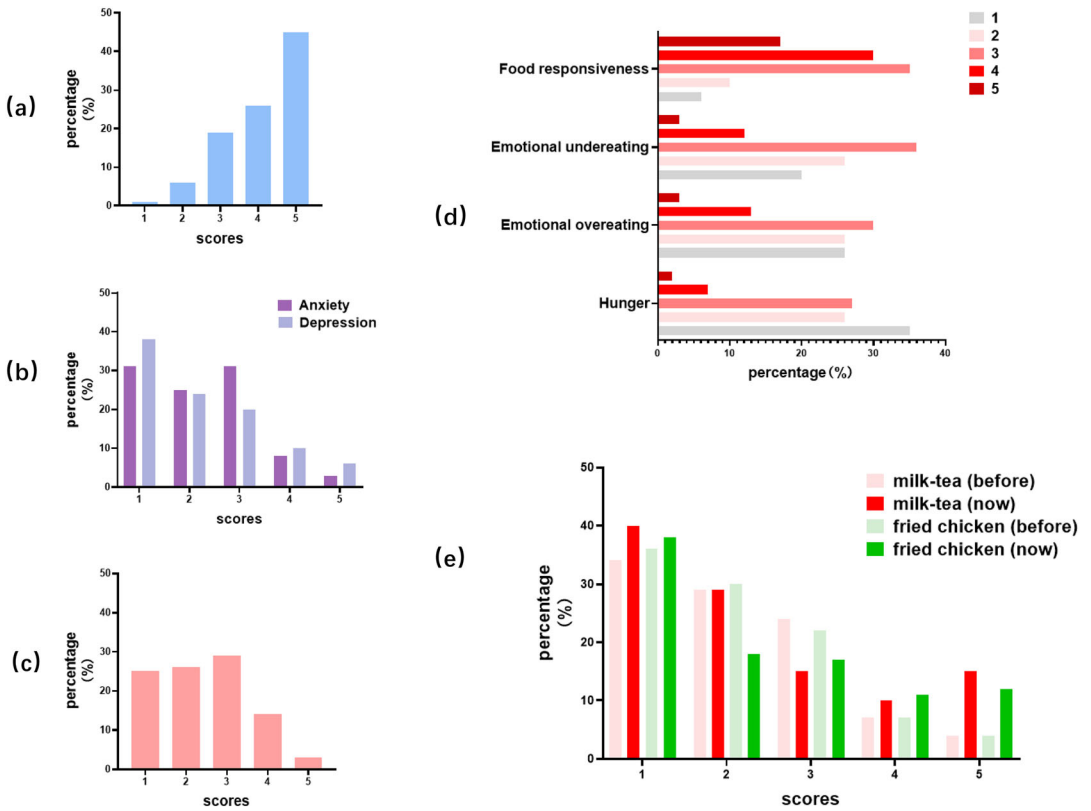 (a)
percentage
(%)
50
40
30
20
10
0
1 2 3 4 5
scores
(b)
percentage
(%)
50
40
30
20
10
0
Anxiety
Depression
1 2 3 4 5
scores
(c)
percentage
(%)
50
40
30
20
10
0
1 2 3 4 5
scores
(d)
1
2
3
4
5
Food responsiveness
Emotional undereating
Emotional overeating
Hunger
0 10 20 30 40
percentage(%)
(e)
percentage
(%)
50
40
30
20
10
0
milk-tea (before)
milk-tea (now)
fried chicken (before)
fried chicken (now)
1 2 3 4 5
scores